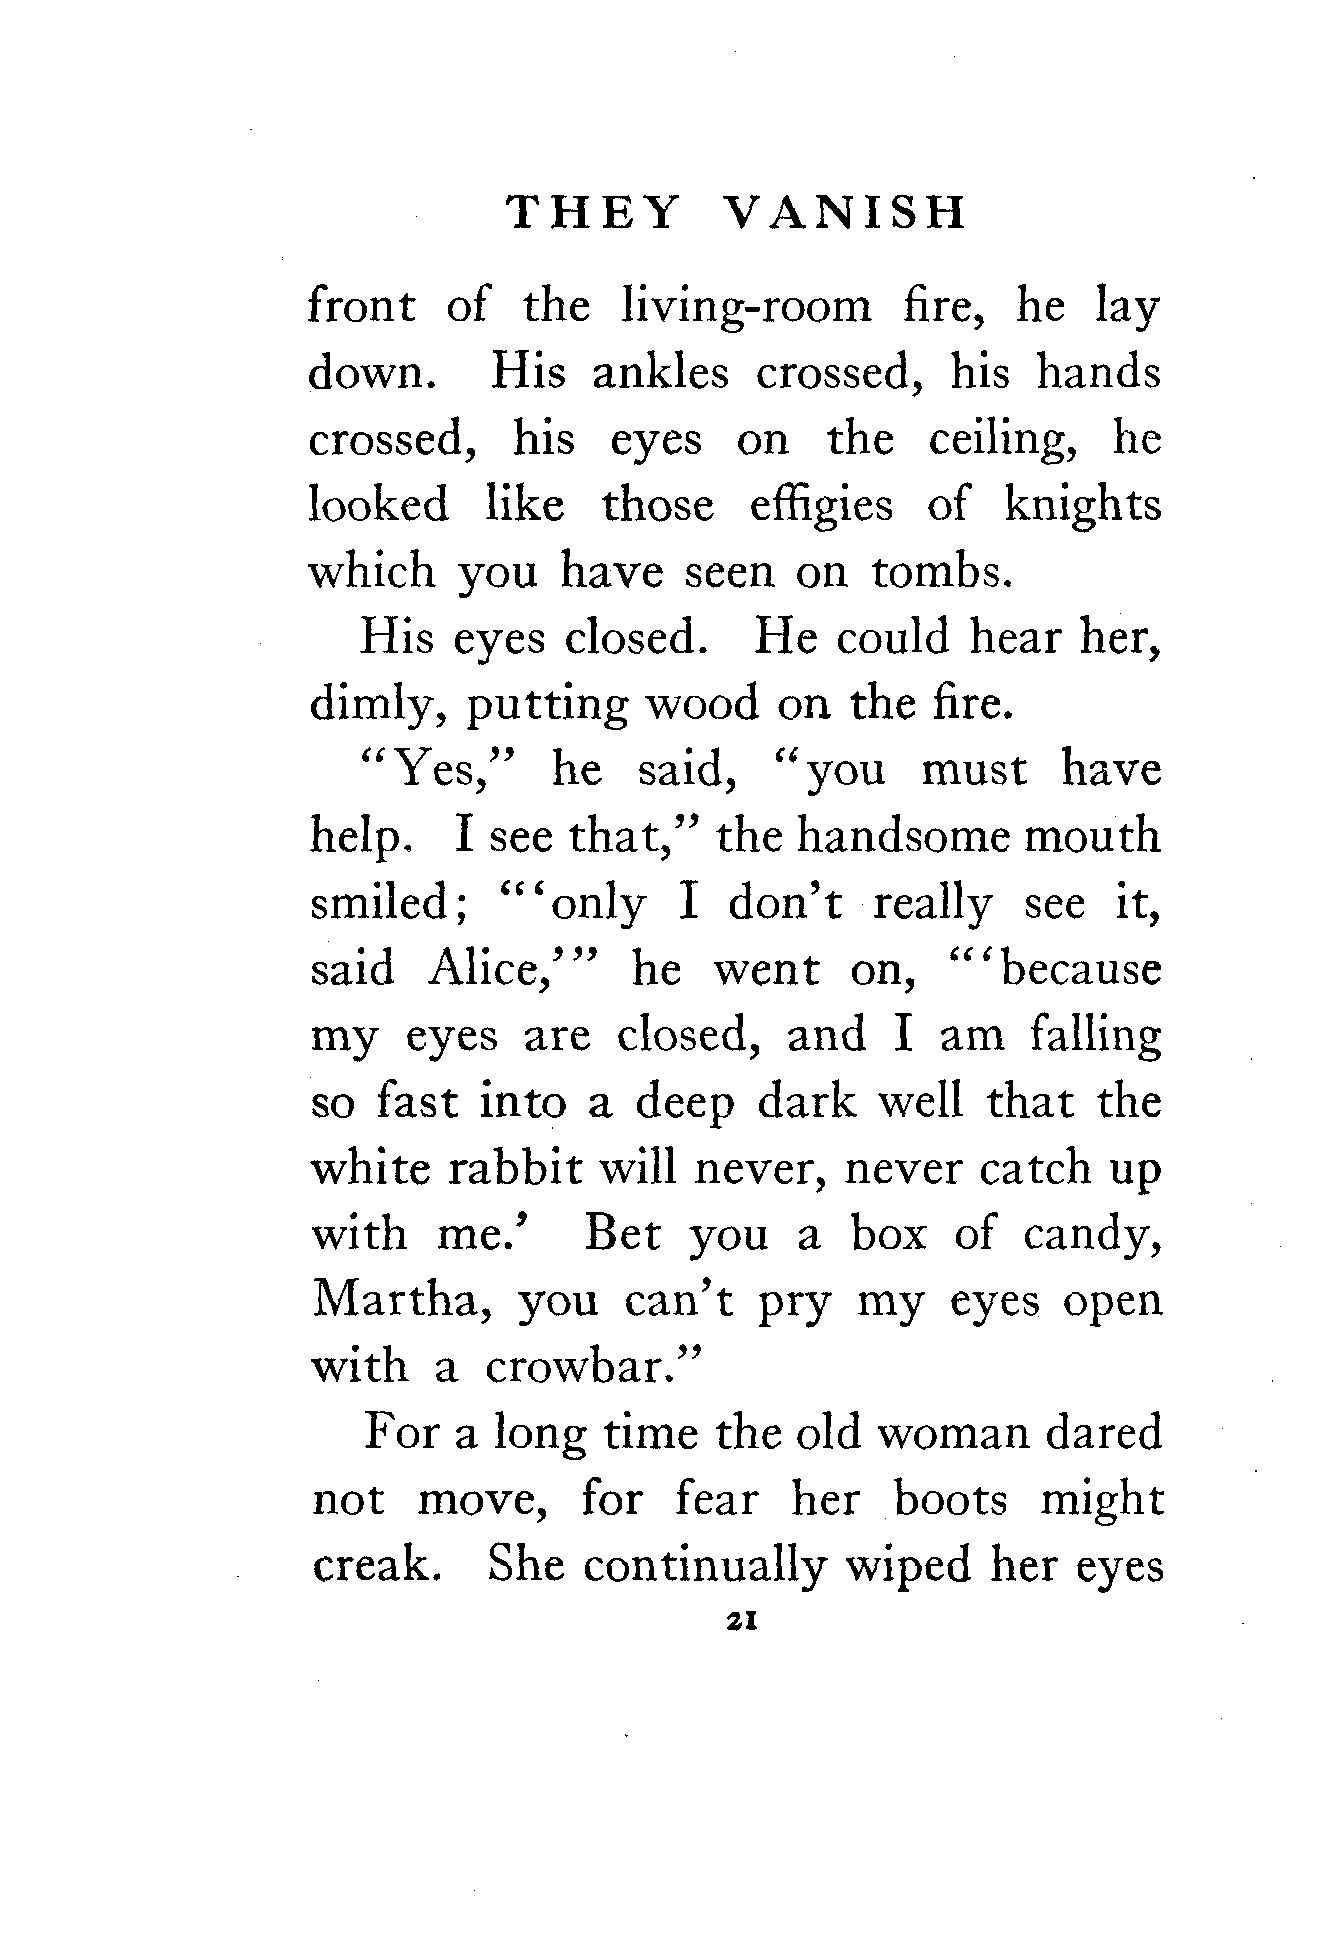 THEY VANISH
front of the living-room fire, he lay
down. His ankles crossed, his hands
crossed, his eyes on the ceiling, he
looked like those effigies of knights
which you have seen on tombs.
His eyes closed. He could hear her,
dimly, putting wood on the fire.
“Yes,” he said, “you must have
help. I see that,” the handsome mouth
smiled; “‘only I don’t really see it,
said Alice,’” he went on, “‘because
my eyes are closed, and I am falling
so fast into a deep dark well that the
white rabbit will never, never catch up
with me.’ Bet you a box of candy,
Martha, you can’t pry my eyes open
with a crowbar.”
For a long time the old woman dared
not move, for fear her boots might
creak. She continually wiped her eyes
21